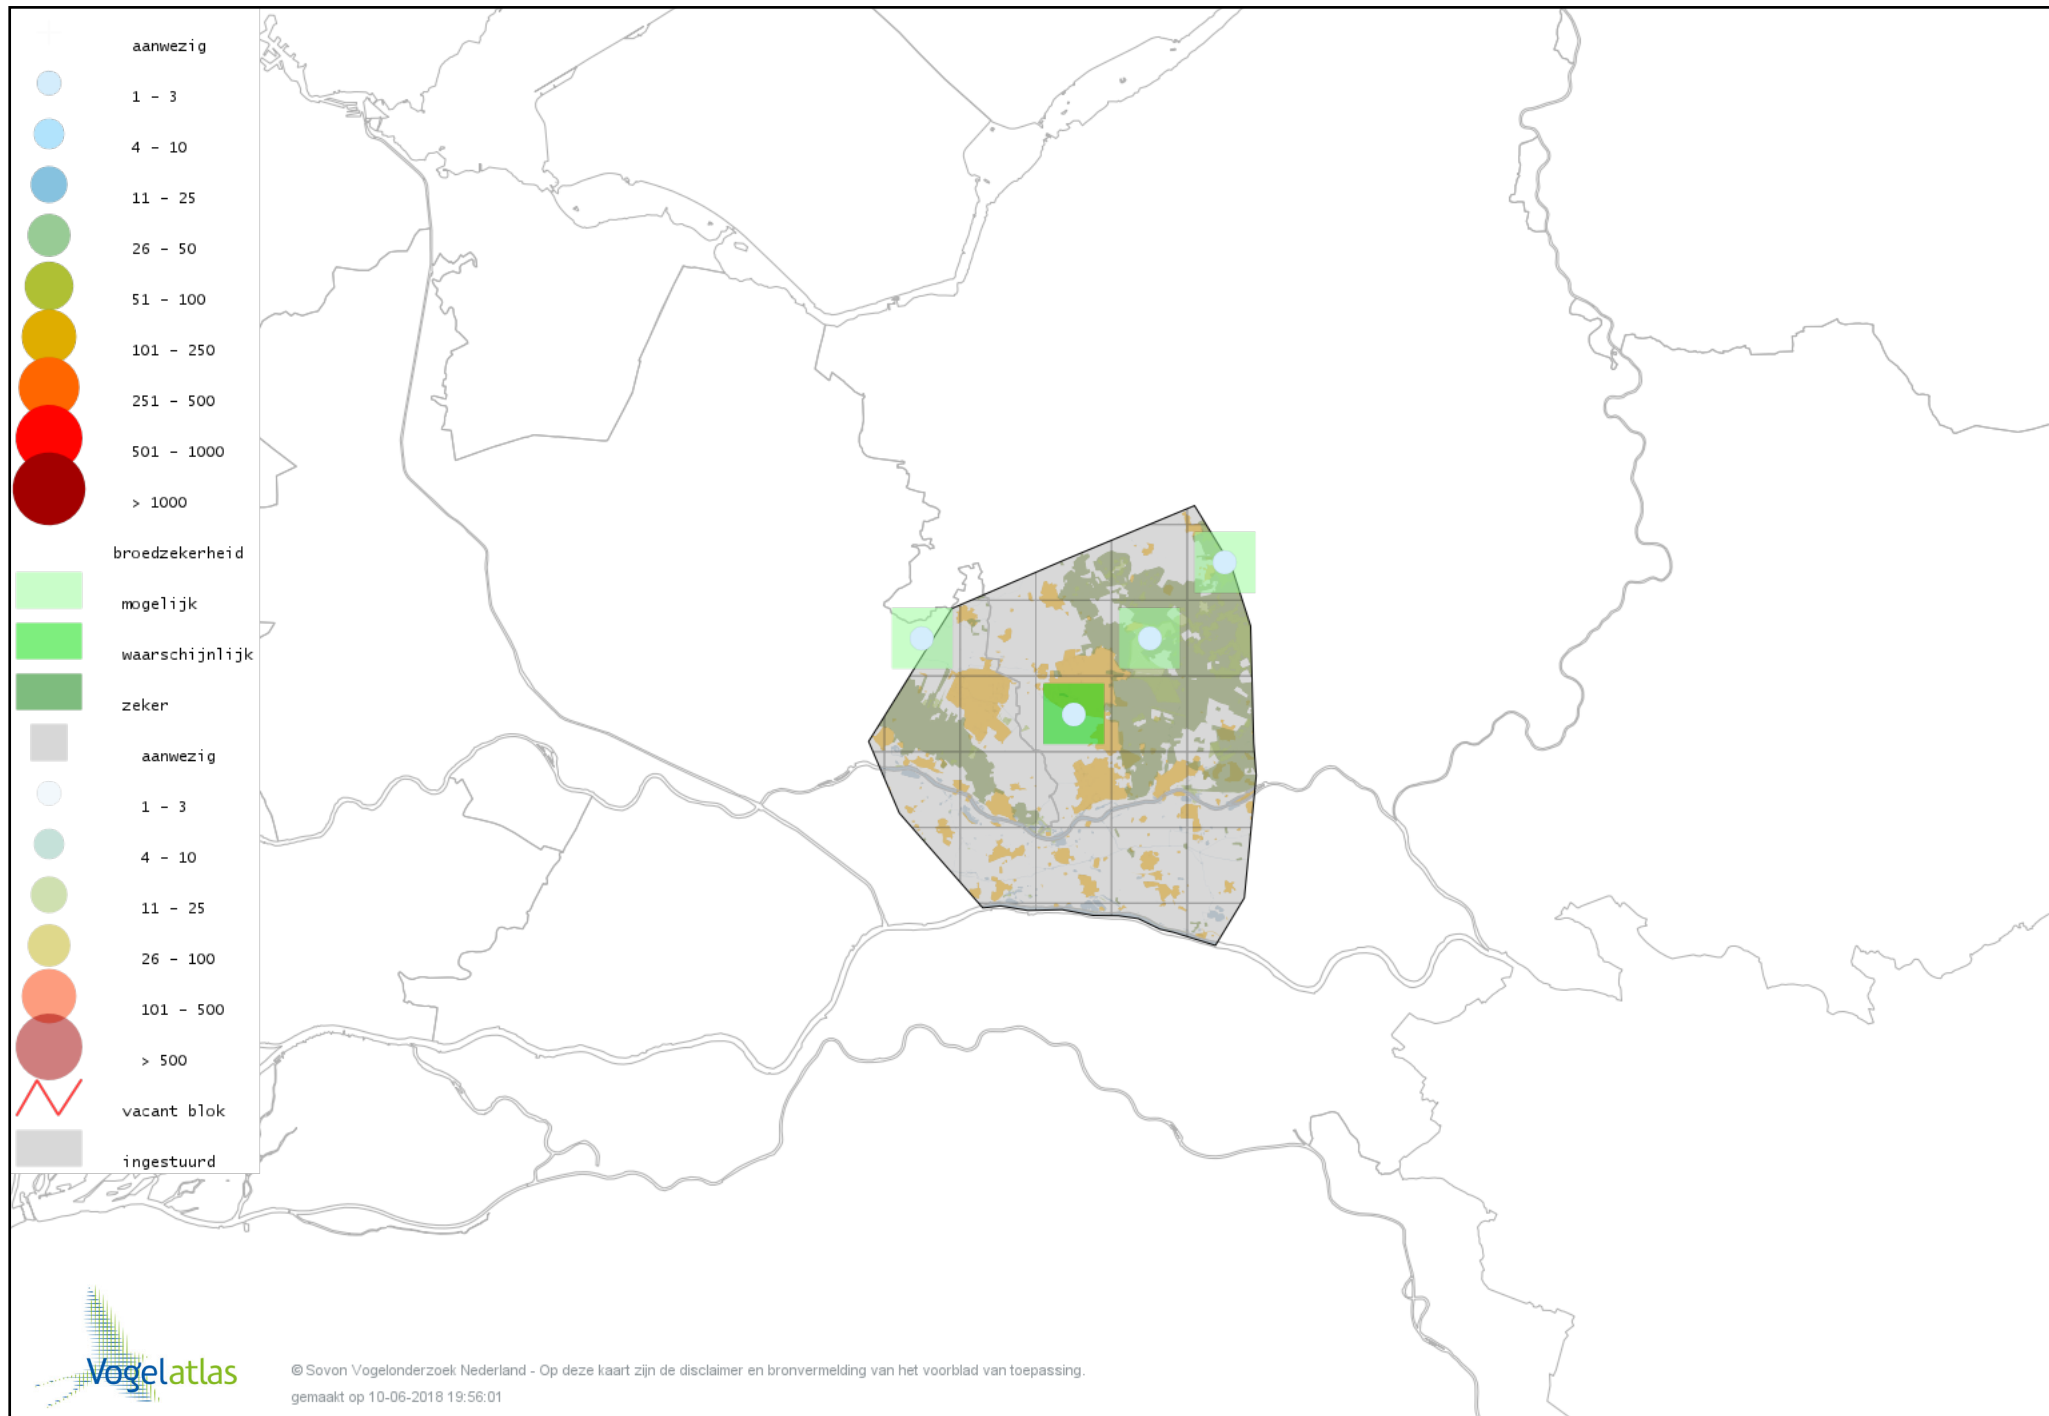 aanwezig
1 - 3
4 - 10
11 - 25
26 - 50
51 - 100
101 - 250
251 - 500
501 - 1000
> 1000
broedzekerheid
mogelijk
waarschijnlijk
zeker
aanwezig
1 - 3
4 - 10
11 - 25
26 - 100
101 - 500
> 500
vacant blok
ingestuurd
Vogelatlas
© Sovon Vogelonderzoek Nederland - Op deze kaart zijn de disclaimer en bronvermelding van het voorblad van toepassing.
gemaakt op 10-06-2018 19:56:01